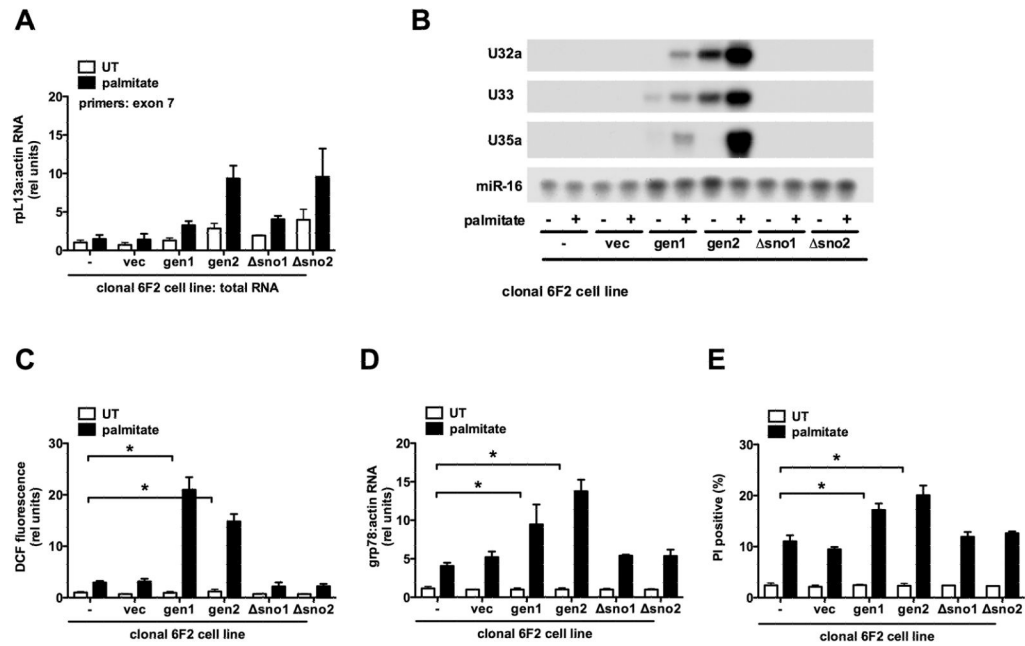 A
UT
palmitate
primers: exon 7
rpL13a:actin RNA
(rel units)
20
15
10
5
0
- vec gen1 gen2 Δsno1 Δsno2
clonal 6F2 cell line: total RNA
B
U32a
U33
U35a
miR-16
palmitate - + - + - + - + - + - +
- vec gen1 gen2 Δsno1 Δsno2
clonal 6F2 cell line
C
UT
palmitate
DCF fluorescence
(rel units)
30
20
10
0
*
*
- vec gen1 gen2 Δsno1 Δsno2
clonal 6F2 cell line
D
UT
palmitate
grp78:actin RNA
(rel units)
20
15
10
5
0
*
*
- vec gen1 gen2 Δsno1 Δsno2
clonal 6F2 cell line
E
UT
palmitate
PI positive (%)
30
20
10
0
*
*
- vec gen1 gen2 Δsno1 Δsno2
clonal 6F2 cell line